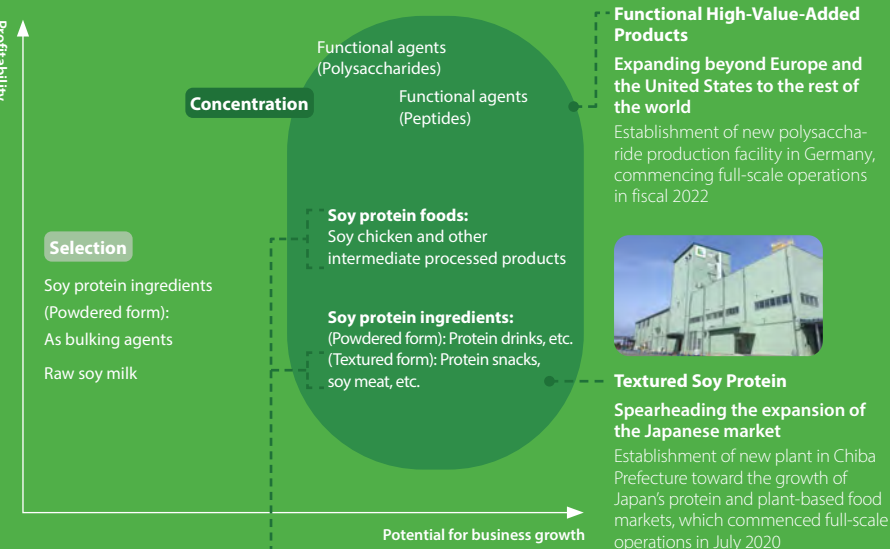 Profitability
Functional agents
(Polysaccharides)
Concentration
Functional agents
(Peptides)
Soy protein foods:
Soy chicken and other
intermediate processed products
Selection
Soy protein ingredients
(Powdered form):
As bulking agents
Raw soy milk
Soy protein ingredients:
(Powdered form): Protein drinks, etc.
(Textured form): Protein snacks,
soy meat, etc.
Potential for business growth
Functional High-Value-Added
Products
Expanding beyond Europe and
the United States to the rest of
the world
Establishment of new polysaccha-
ride production facility in Germany,
commencing full-scale operations
in fiscal 2022
Textured Soy Protein
Spearheading the expansion of
the Japanese market
Establishment of new plant in Chiba
Prefecture toward the growth of
Japan’s protein and plant-based food
markets, which commenced full-scale
operations in July 2020